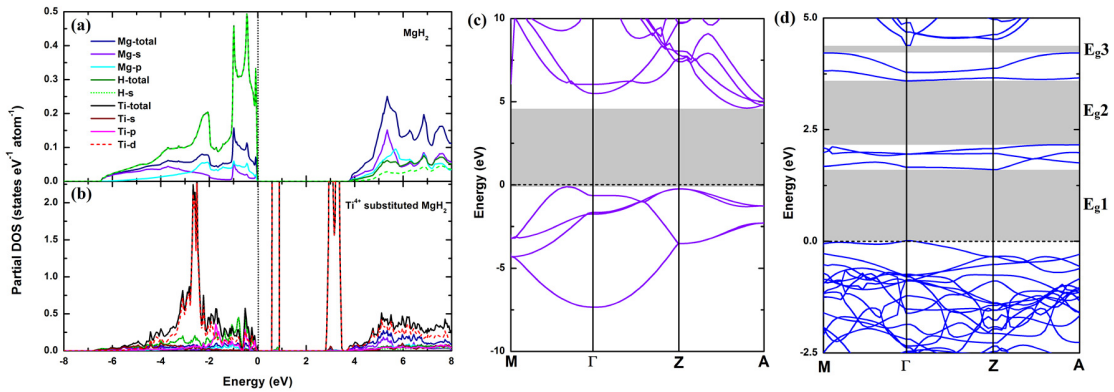 (a)
MgH2
Mg-total
Mg-s
Mg-p
H-total
H-s
Ti-total
Ti-s
Ti-p
Ti-d
0.5
0.4
0.3
0.2
0.1
0.0
(b)
Ti4+ substituted MgH2
2.0
1.5
1.0
0.5
0.0
Partial DOS (states eV-1 atom-1)
-8 -6 -4 -2 0 2 4 6 8
Energy (eV)
(c)
10
5
0
-5
-10
Energy (eV)
M Γ Z A
(d)
5.0
2.5
0.0
-2.5
Energy (eV)
M Γ Z A
Eg3
Eg2
Eg1